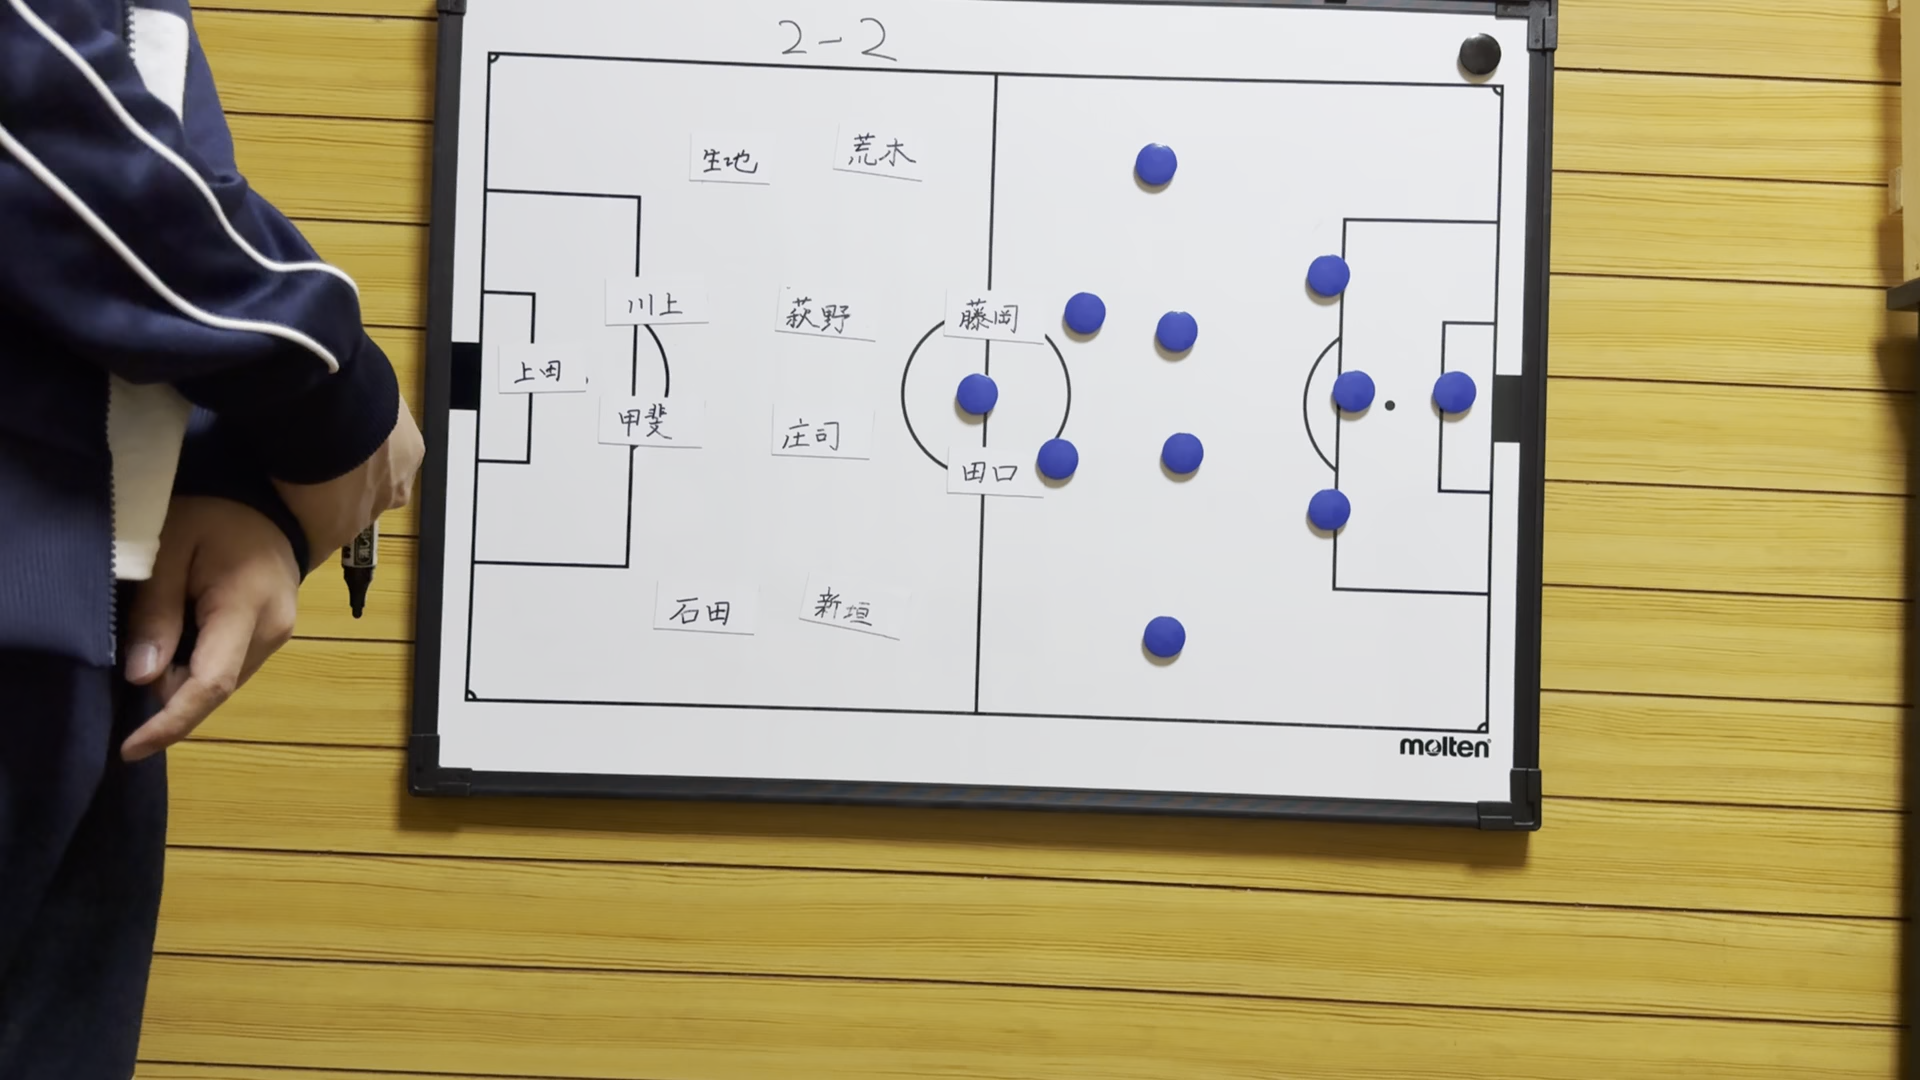 2-2
生地
荒木
川上
荻野
藤岡
上田
甲斐
庄司
田口
石田
新垣
molten